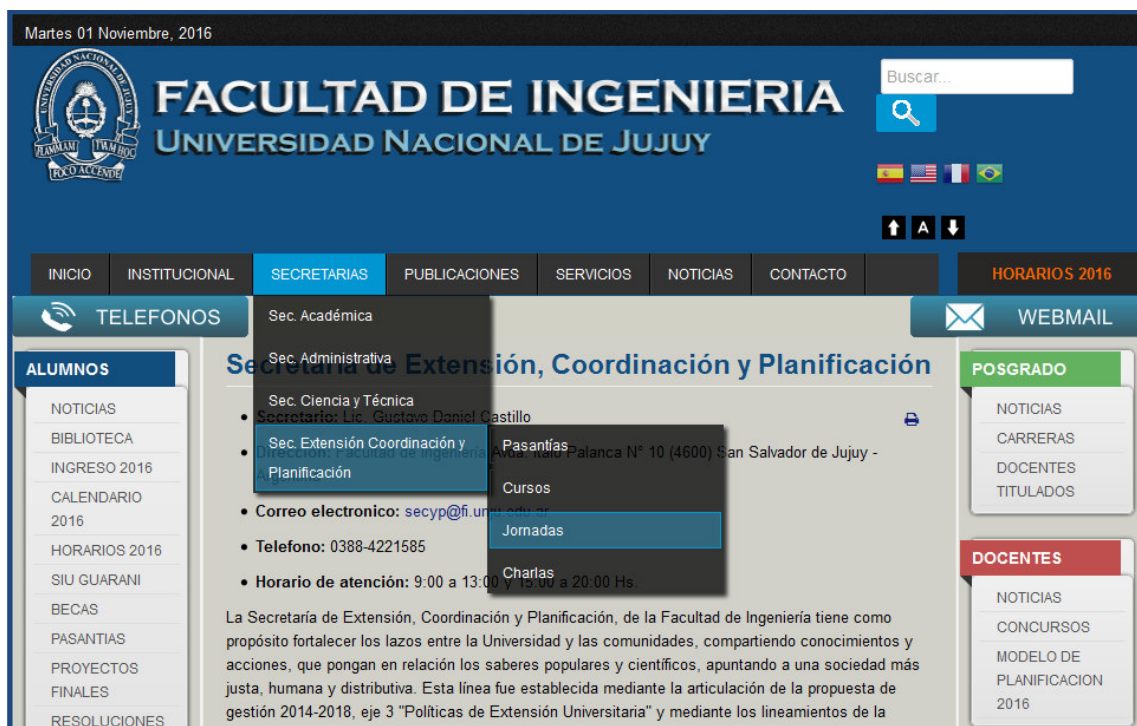 Martes 01 Noviembre, 2016
FACULTAD DE INGENIERIA
UNIVERSIDAD NACIONAL DE JUJUY
Buscar...
A
INICIO INSTITUCIONAL SECRETARIAS PUBLICACIONES SERVICIOS NOTICIAS CONTACTO HORARIOS 2016
TELEFONOS
WEBMAIL
Sec. Académica
Sec. Administrativa
Sec. Ciencia y Técnica
Sec. Extensión Coordinación y
Planificación
Pasantías
Cursos
Jornadas
Charlas
ALUMNOS
NOTICIAS
BIBLIOTECA
INGRESO 2016
CALENDARIO
2016
HORARIOS 2016
SIU GUARANI
BECAS
PASANTIAS
PROYECTOS
FINALES
RESOLUCIONES
Secretaría de Extensión, Coordinación y Planificación
Secretario: Lic. Gustavo Daniel Castillo
Dirección: Facultad de Ingeniería Avda. Italo Palanca N° 10 (4600) San Salvador de Jujuy -
Correo electronico: secyp@fi.unju.edu.ar
Telefono: 0388-4221585
Horario de atención: 9:00 a 13:00 y 15:00 a 20:00 Hs.
La Secretaría de Extensión, Coordinación y Planificación, de la Facultad de Ingeniería tiene como
propósito fortalecer los lazos entre la Universidad y las comunidades, compartiendo conocimientos y
acciones, que pongan en relación los saberes populares y científicos, apuntando a una sociedad más
justa, humana y distributiva. Esta línea fue establecida mediante la articulación de la propuesta de
gestión 2014-2018, eje 3 "Políticas de Extensión Universitaria" y mediante los lineamientos de la
POSGRADO
NOTICIAS
CARRERAS
DOCENTES
TITULADOS
DOCENTES
NOTICIAS
CONCURSOS
MODELO DE
PLANIFICACION
2016